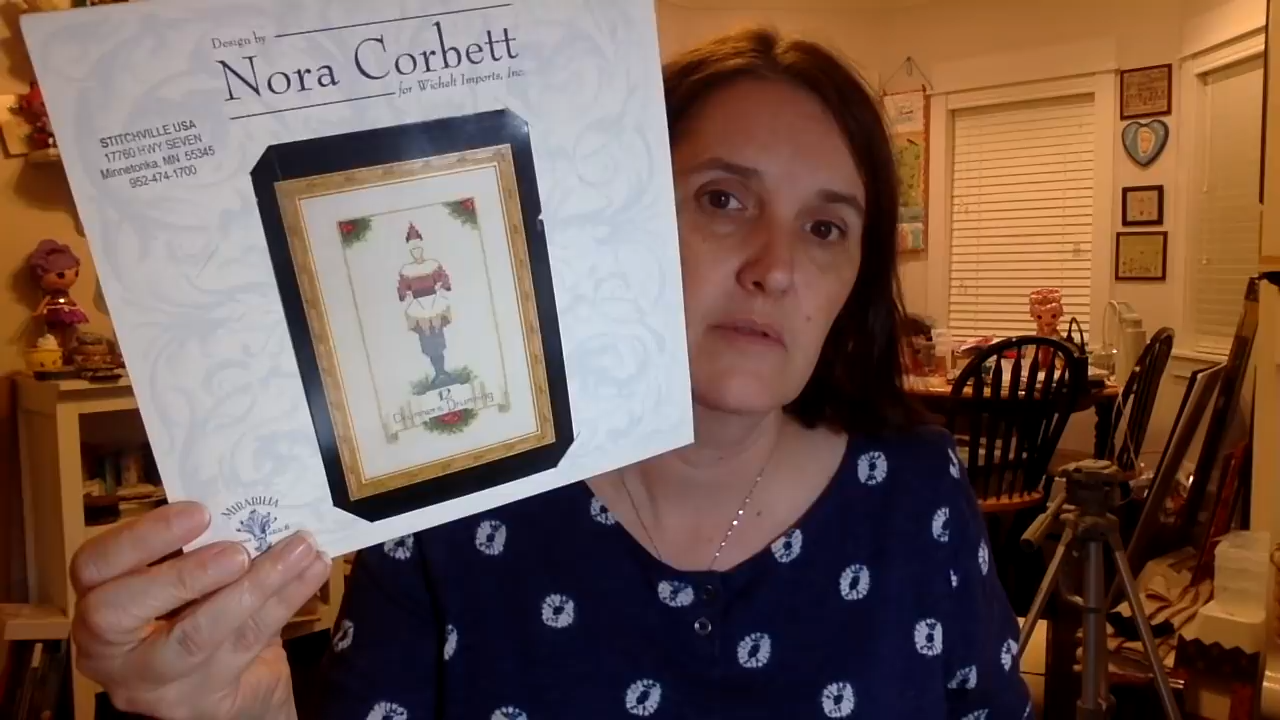 Design by
Nora Corbett
for Wichelt Imports, Inc.
STITCHVILLE USA
17760 HWY SEVEN
Minnetonka, MN 55345
952-474-1700
12
Drummers Drumming
MIRABILIA